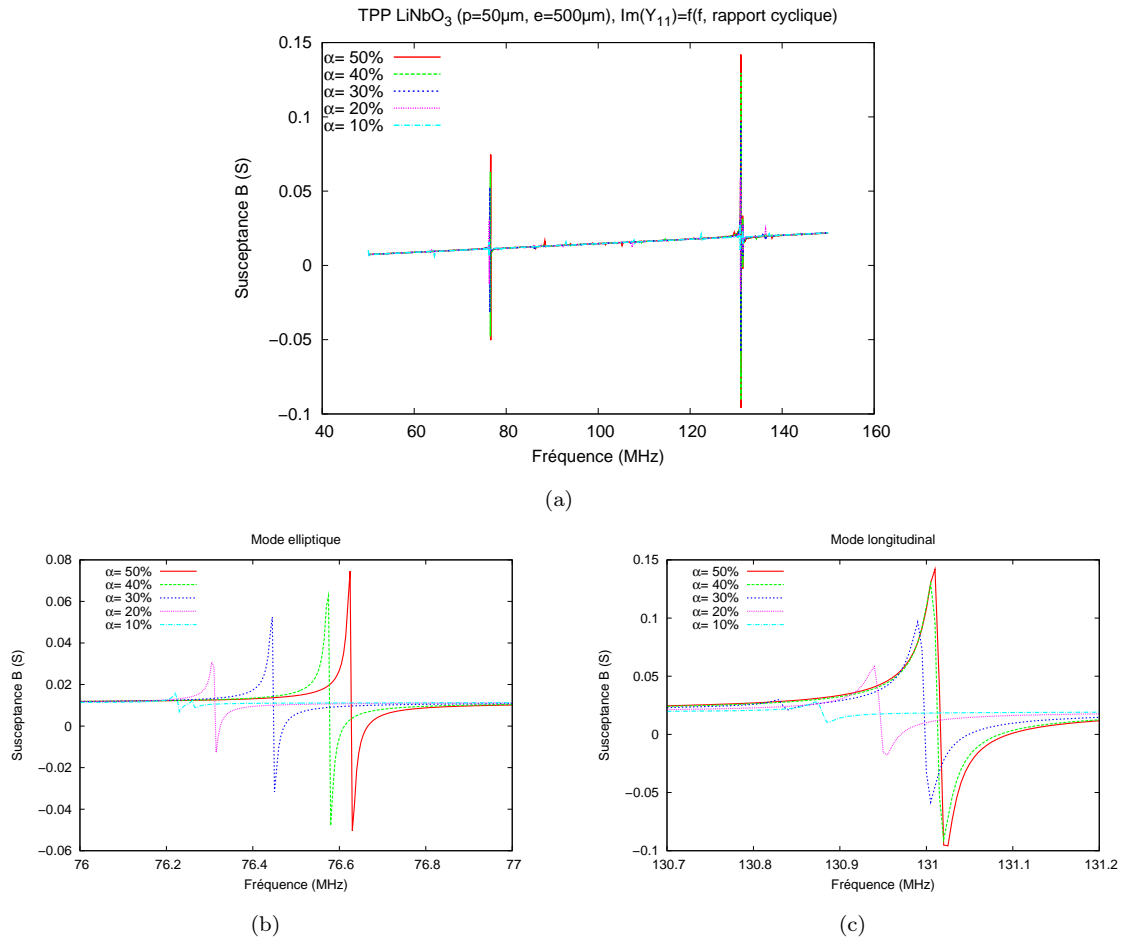 TPP LiNbO3 (p=50µm, e=500µm), Im(Y11)=f(f, rapport cyclique)
0.15
α= 50%
α= 40%
α= 30%
α= 20%
α= 10%
0.1
0.05
0
−0.05
−0.1
Susceptance B (S)
40 60 80 100 120 140 160
Fréquence (MHz)
(a)
Mode elliptique
0.08
α= 50%
α= 40%
α= 30%
α= 20%
α= 10%
0.06
0.04
0.02
0
−0.02
−0.04
−0.06
Susceptance B (S)
76 76.2 76.4 76.6 76.8 77
Fréquence (MHz)
(b)
Mode longitudinal
0.15
α= 50%
α= 40%
α= 30%
α= 20%
α= 10%
0.1
0.05
0
−0.05
−0.1
Susceptance B (S)
130.7 130.8 130.9 131 131.1 131.2
Fréquence (MHz)
(c)